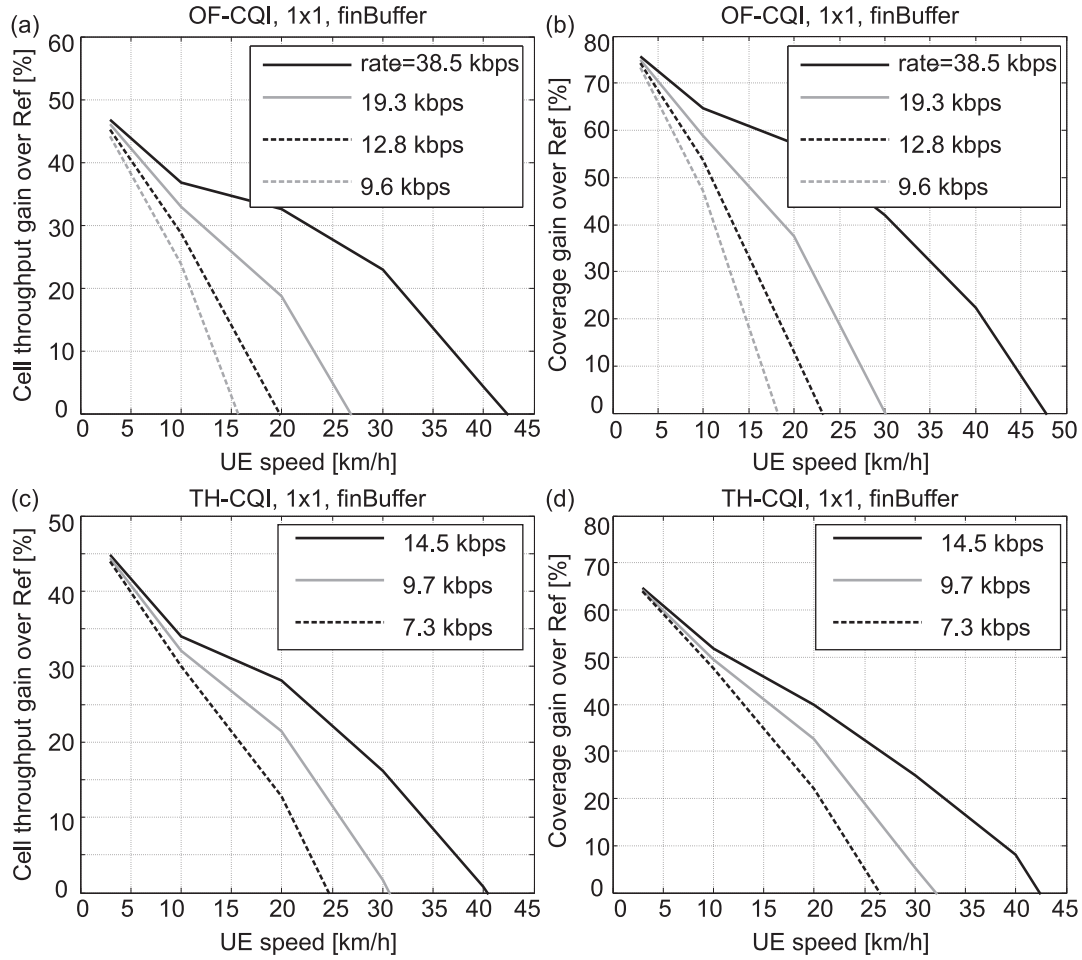 (a)
OF-CQI, 1x1, finBuffer
Cell throughput gain over Ref [%]
60
50
40
30
20
10
0
rate=38.5 kbps
19.3 kbps
12.8 kbps
9.6 kbps
0 5 10 15 20 25 30 35 40 45
UE speed [km/h]
(b)
OF-CQI, 1x1, finBuffer
Coverage gain over Ref [%]
80
70
60
50
40
30
20
10
0
rate=38.5 kbps
19.3 kbps
12.8 kbps
9.6 kbps
0 5 10 15 20 25 30 35 40 45 50
UE speed [km/h]
(c)
TH-CQI, 1x1, finBuffer
Cell throughput gain over Ref [%]
50
40
30
20
10
0
14.5 kbps
9.7 kbps
7.3 kbps
0 5 10 15 20 25 30 35 40 45
UE speed [km/h]
(d)
TH-CQI, 1x1, finBuffer
Coverage gain over Ref [%]
80
70
60
50
40
30
20
10
0
14.5 kbps
9.7 kbps
7.3 kbps
0 5 10 15 20 25 30 35 40 45
UE speed [km/h]